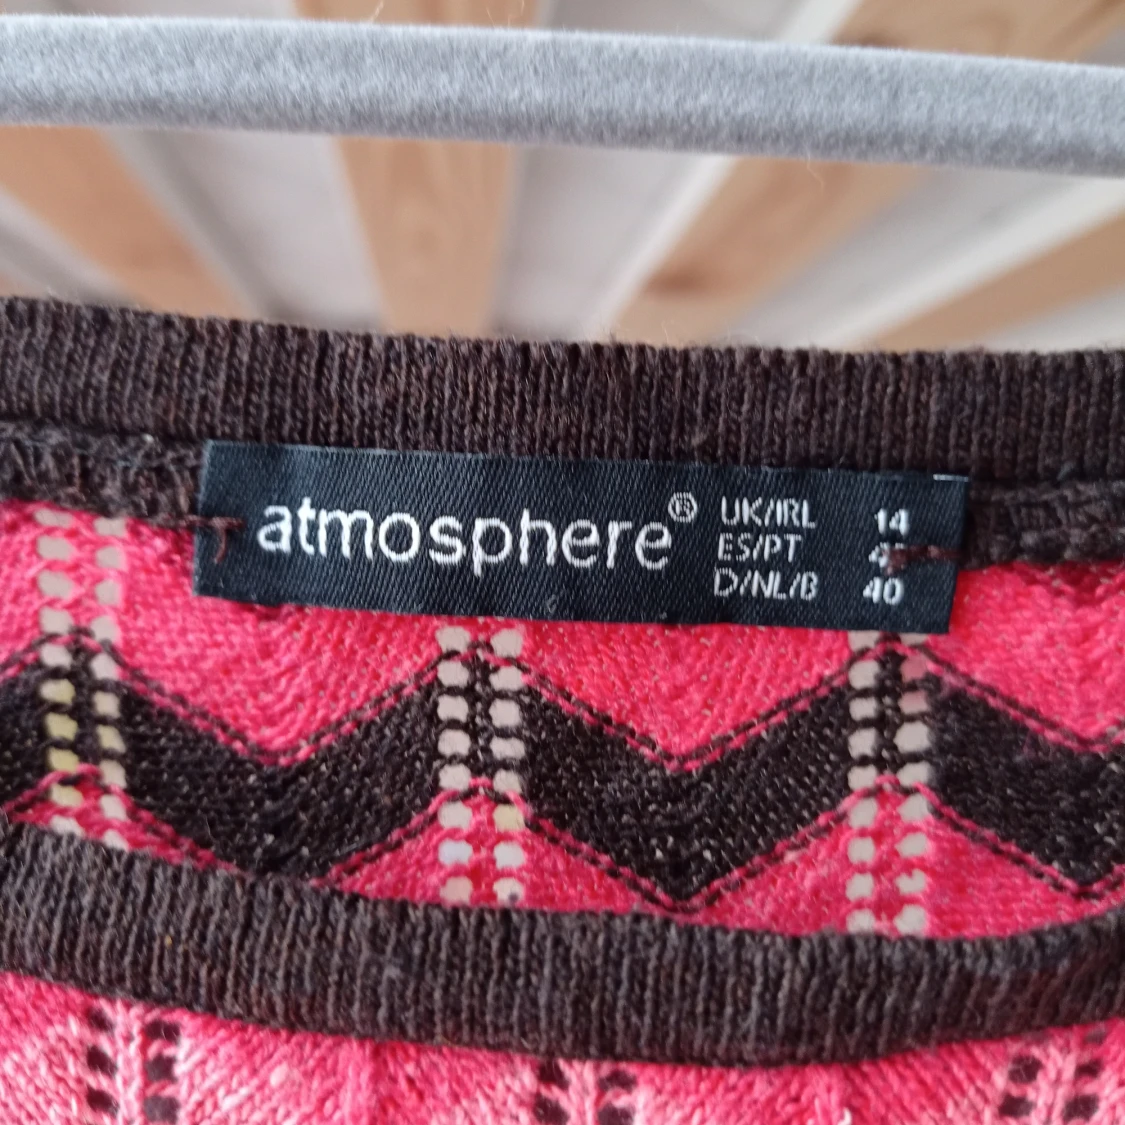 atmosphere®
UK/IRL 14
ES/PT
D/NL/B 40